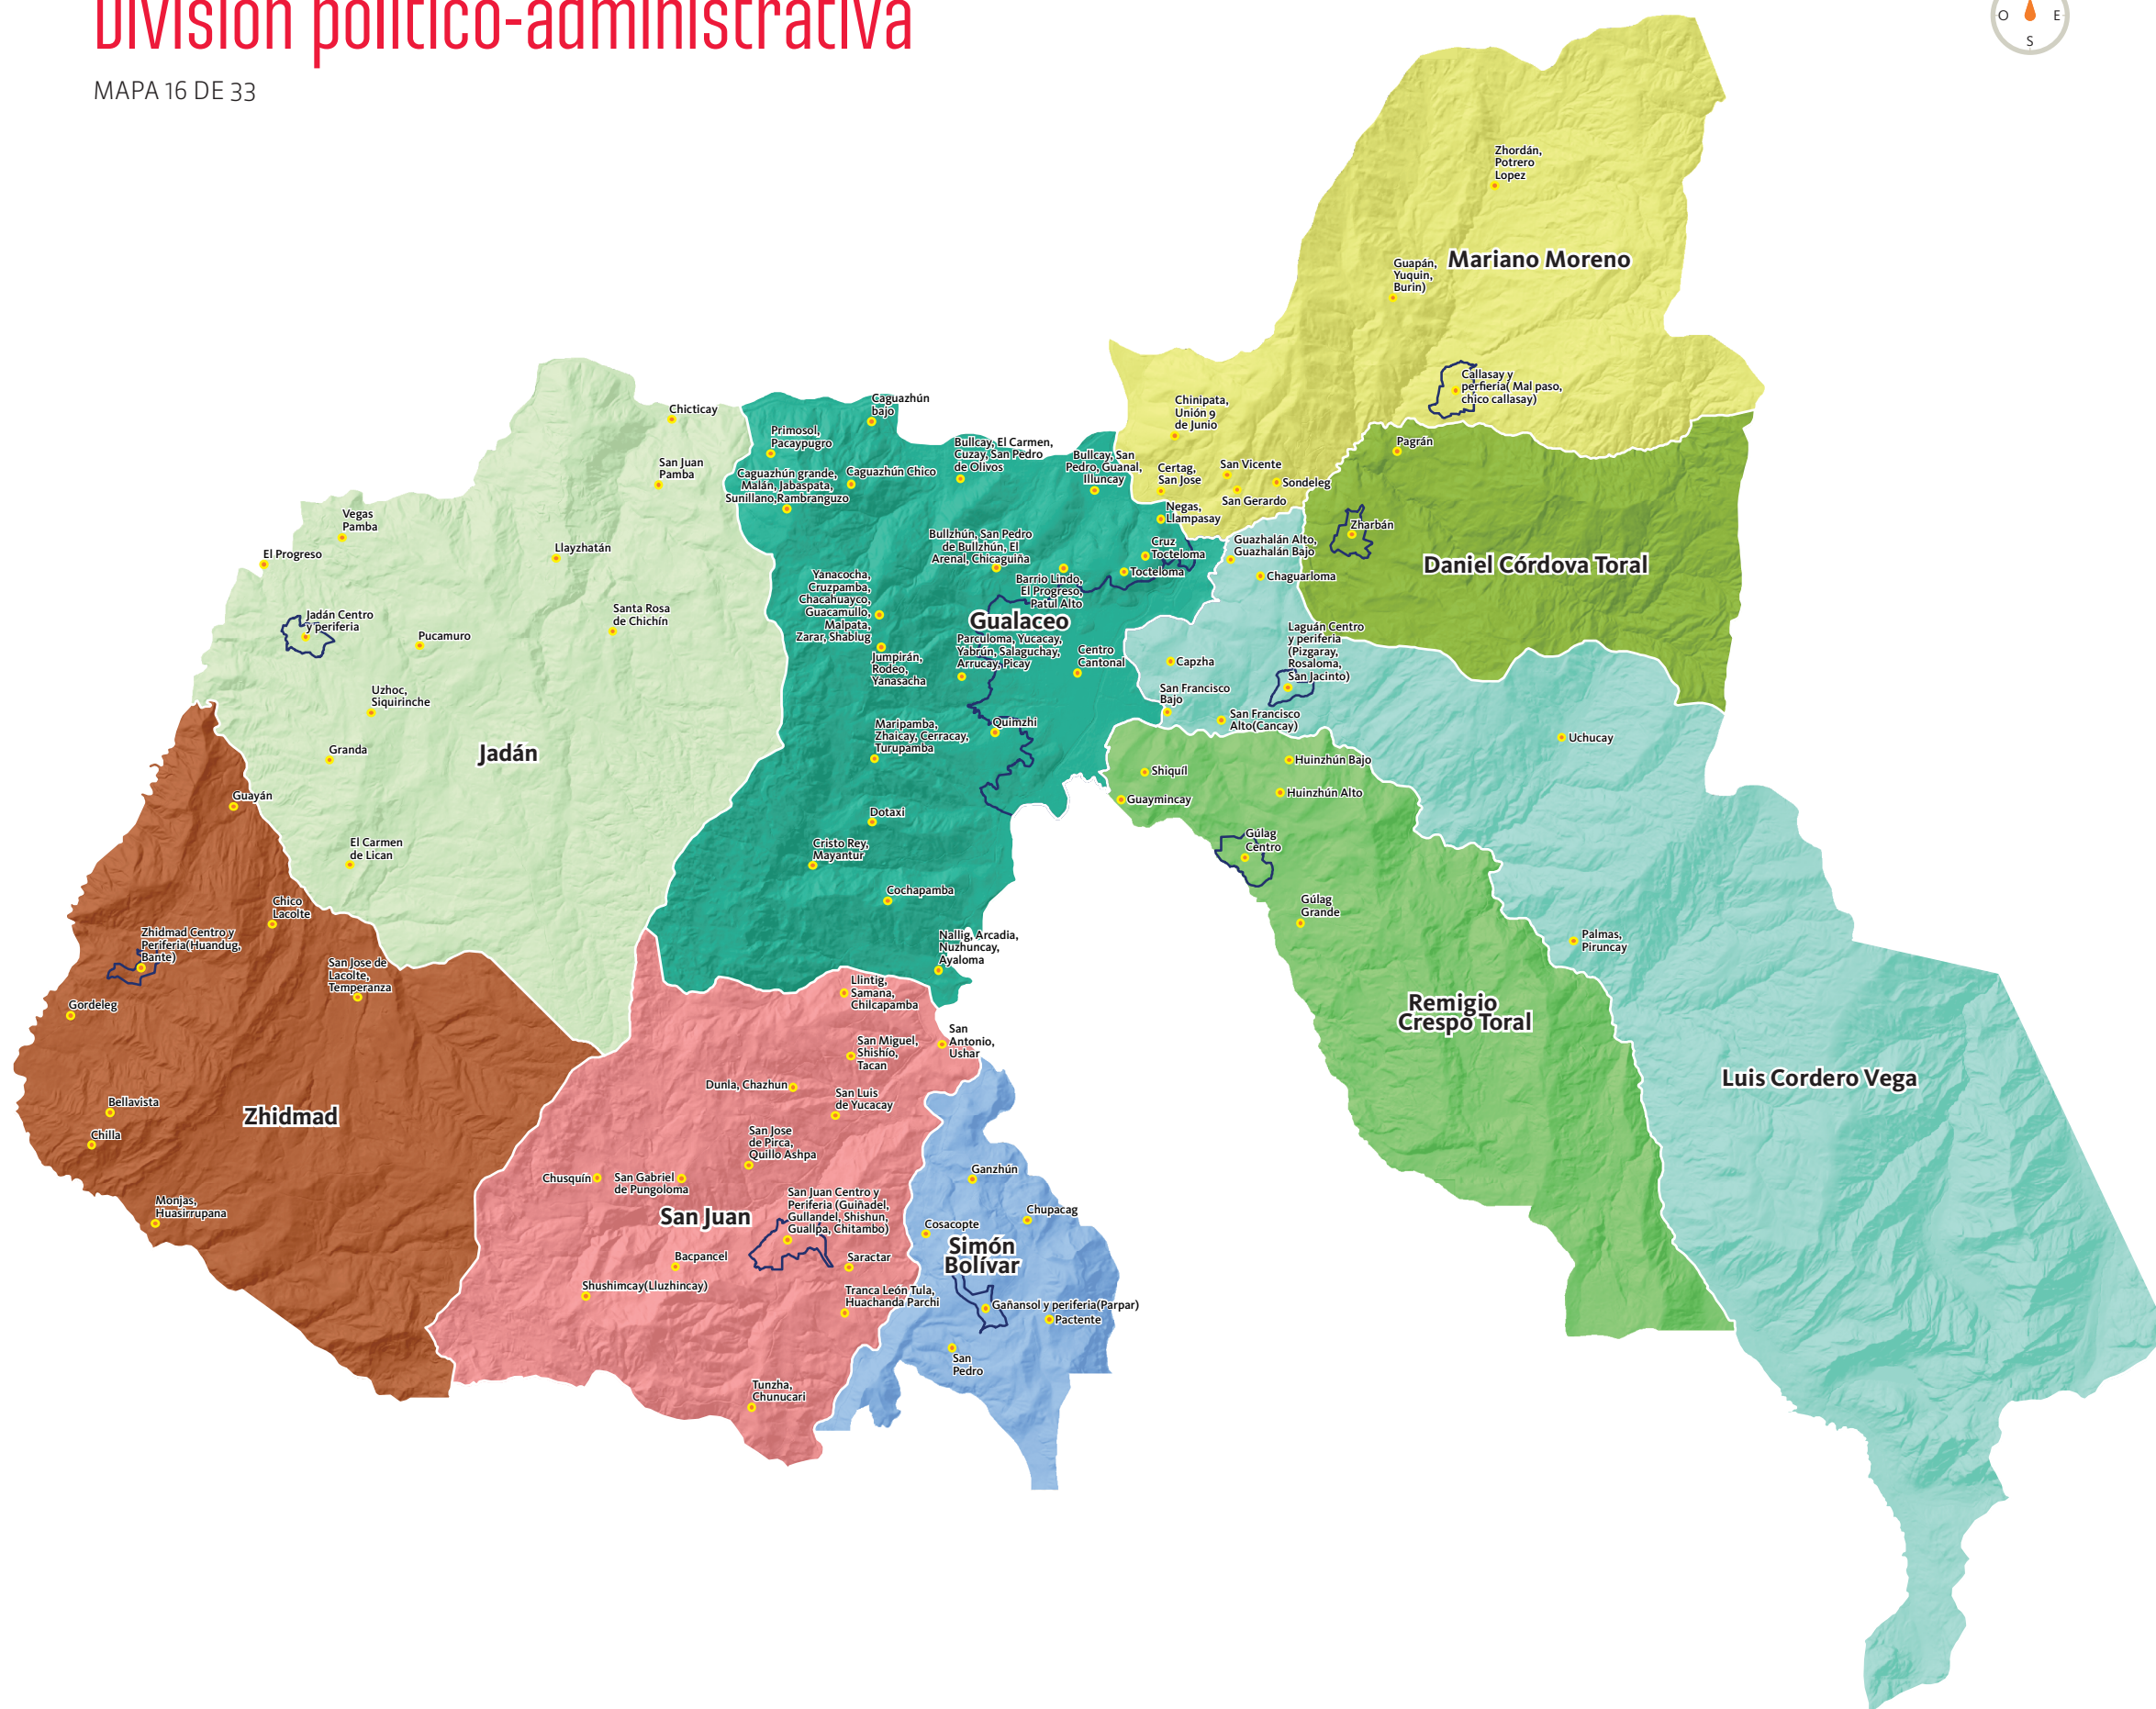 División político-administrativa
MAPA 16 DE 33
O E
S
Zhordán,
Potrero
Lopez
Mariano Moreno
Guapán,
Yuquin,
Burin)
Callasay y
perfieria( Mal paso,
chico callasay)
Chinipata,
Unión 9
de Junio
Certag,
San Jose
San Vicente
Sondeleg
San Gerardo
Pagrán
Zharbán
Daniel Córdova Toral
Chicticay
San Juan
Pamba
Vegas
Pamba
El Progreso
Llayzhatán
Jadán Centro
y periferia
Pucamuro
Santa Rosa
de Chichín
Uzhoc,
Siquirinche
Granda
Jadán
El Carmen
de Lican
Caguazhún
bajo
Primosol,
Pacaypugro
Caguazhún grande,
Malán, Jabaspata,
Sunillano,Rambranguzo
Caguazhún Chico
Bullcay, El Carmen,
Cuzay, San Pedro
de Olivos
Bullcay, San
Pedro, Guanal,
Illuncay
Negas,
Llampasay
Cruz
Tocteloma
Tocteloma
Bullzhún, San Pedro
de Bullzhún, El
Arenal, Chicaguiña
Barrio Lindo,
El Progreso,
Patul Alto
Yanacocha,
Cruzpamba,
Chacahuayco,
Guacamullo,
Malpata,
Zarar, Shablug
Gualaceo
Parculoma, Yucacay,
Yabrún, Salaguchay,
Arrucay, Picay
Jumpirán,
Rodeo,
Yanasacha
Centro
Cantonal
Maripamba,
Zhaicay, Cerracay,
Turupamba
Quimzhi
Dotaxi
Cristo Rey,
Mayantur
Cochapamba
Nallig, Arcadia,
Nuzhuncay,
Ayaloma
Guazhalán Alto,
Guazhalán Bajo
Chaguarloma
Laguán Centro
y periferia
(Pizgaray,
Rosaloma,
San Jacinto)
Capzha
San Francisco
Bajo
San Francisco
Alto(Cancay)
Uchucay
Palmas,
Piruncay
Luis Cordero Vega
Shiquíl
Guaymincay
Huinzhún Bajo
Huinzhún Alto
Gúlag
Centro
Gúlag
Grande
Remigio
Crespo Toral
Guayán
Chico
Lacolte
Zhidmad Centro y
Periferia(Huandug,
Bante)
San Jose de
Lacolte,
Temperanza
Gordeleg
Bellavista
Chilla
Zhidmad
Monjas,
Huasirrupana
Llintig,
Samana,
Chilcapamba
San
Antonio,
Ushar
San Miguel,
Shishio,
Tacan
Dunla, Chazhun
San Luis
de Yucacay
San Jose
de Pirca,
Quillo Ashpa
Chusquín
San Gabriel
de Pungoloma
San Juan
San Juan Centro y
Periferia (Guiñadel,
Gullandel, Shishun,
Guallpa, Chitambo)
Bacpancel
Saractar
Shushimcay(Lluzhincay)
Tranca León Tula,
Huachanda Parchi
Tunzha,
Chunucari
Ganzhún
Chupacag
Cosacopte
Simón
Bolívar
Gañansol y periferia(Parpar)
Pactente
San
Pedro